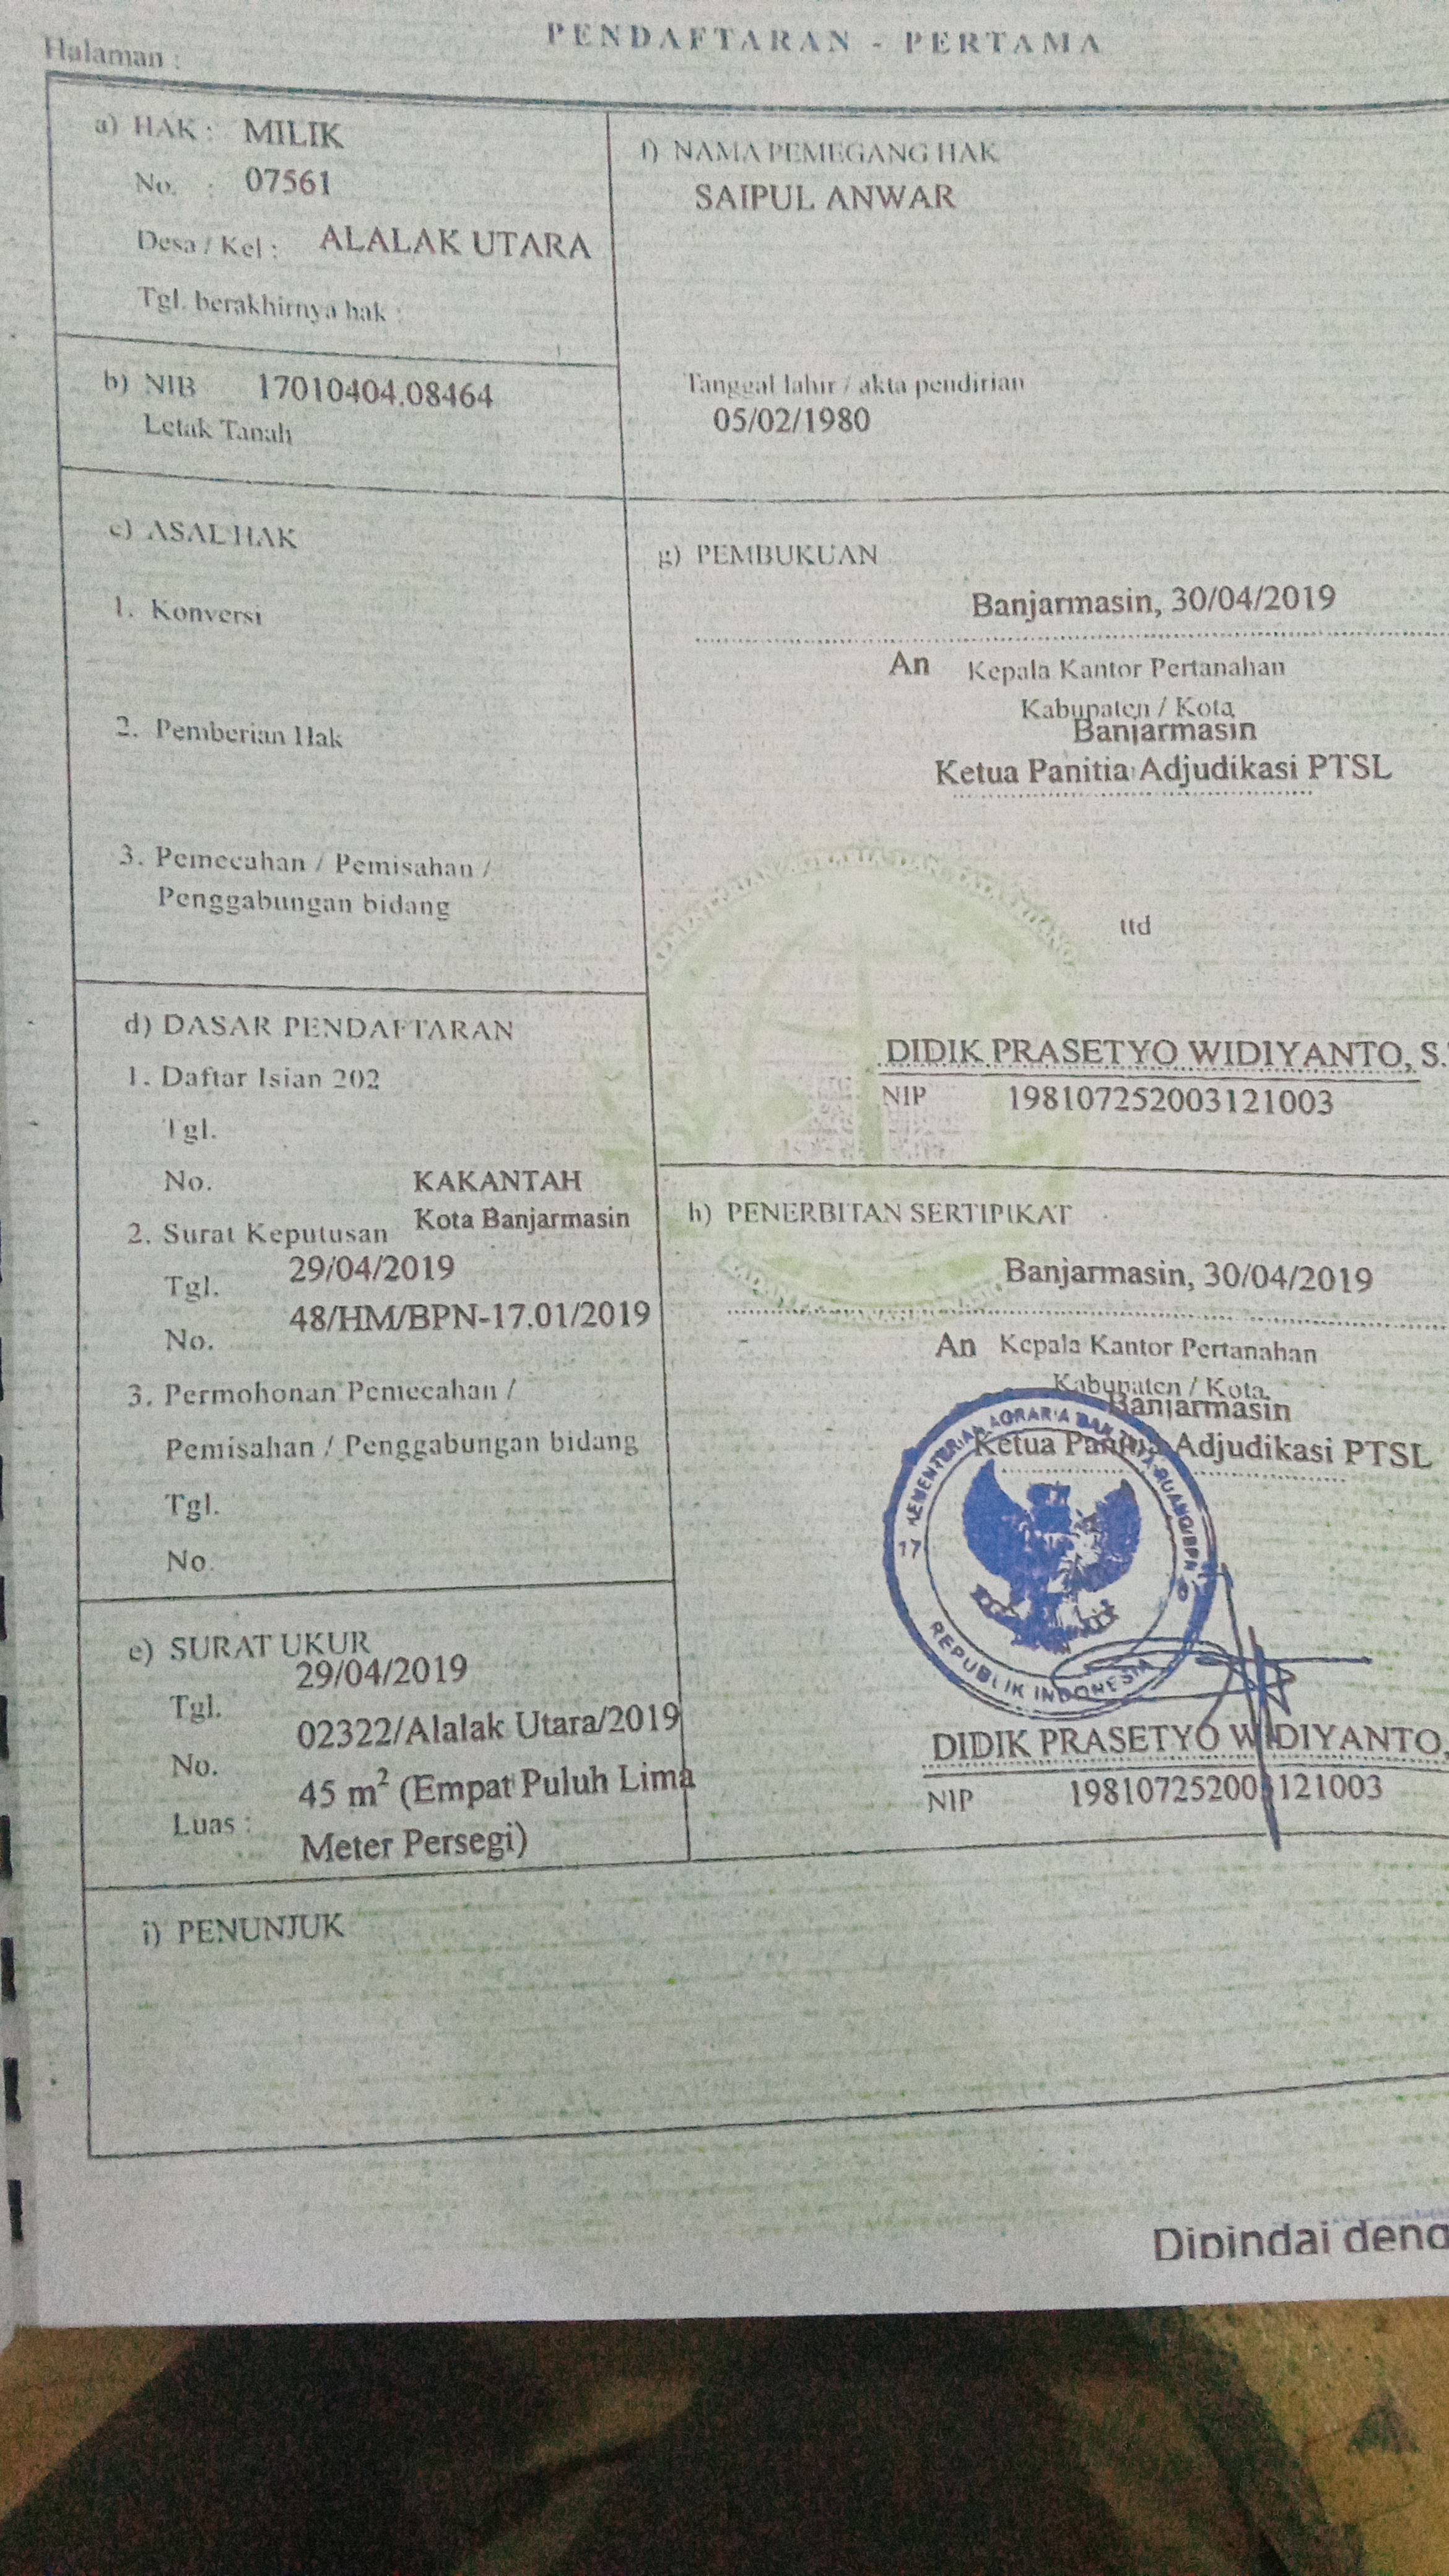 PENDAFTARAN - PERTAMA
Halaman :
a) HAK : MILIK
No. : 07561
Desa / Kel : ALALAK UTARA
Tgl. berakhirnya hak :
b) NIB 17010404.08464
Letak Tanah
c) ASAL HAK
1. Konversi
2. Pemberian Hak
3. Pemecahan / Pemisahan /
Penggabungan bidang
d) DASAR PENDAFTARAN
1. Daftar Isian 202
Tgl.
No.
KAKANTAH
2. Surat Keputusan Kota Banjarmasin
Tgl. 29/04/2019
No. 48/HM/BPN-17.01/2019
3. Permohonan Pemecahan /
Pemisahan / Penggabungan bidang
Tgl.
No.
e) SURAT UKUR
Tgl. 29/04/2019
No. 02322/Alalak Utara/2019
Luas : 45 m² (Empat Puluh Lima
Meter Persegi)
f) NAMA PEMEGANG HAK
SAIPUL ANWAR
Tanggal lahir / akta pendirian
05/02/1980
g) PEMBUKUAN
Banjarmasin, 30/04/2019
An Kepala Kantor Pertanahan
Kabupaten / Kota
Banjarmasin
Ketua Panitia Adjudikasi PTSL
ttd
DIDIK PRASETYO WIDIYANTO, S.
NIP 198107252003121003
h) PENERBITAN SERTIPIKAT
Banjarmasin, 30/04/2019
An Kepala Kantor Pertanahan
Kabupaten / Kota
Banjarmasin
Ketua Panitia Adjudikasi PTSL
KEMENTERIAN AGRARIA DAN TATA RUANG/BPN
17
REPUBLIK INDONESIA
DIDIK PRASETYO WIDIYANTO,
NIP 198107252003121003
i) PENUNJUK
Dipindai deng